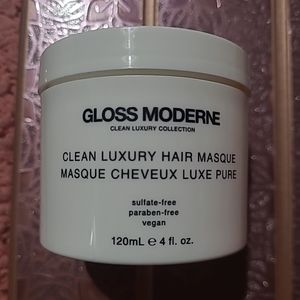 GLOSS MODERNE
CLEAN LUXURY COLLECTION
CLEAN LUXURY HAIR MASQUE
MASQUE CHEVEUX LUXE PURE
sulfate-free
paraben-free
vegan
120mL e 4 fl. oz.